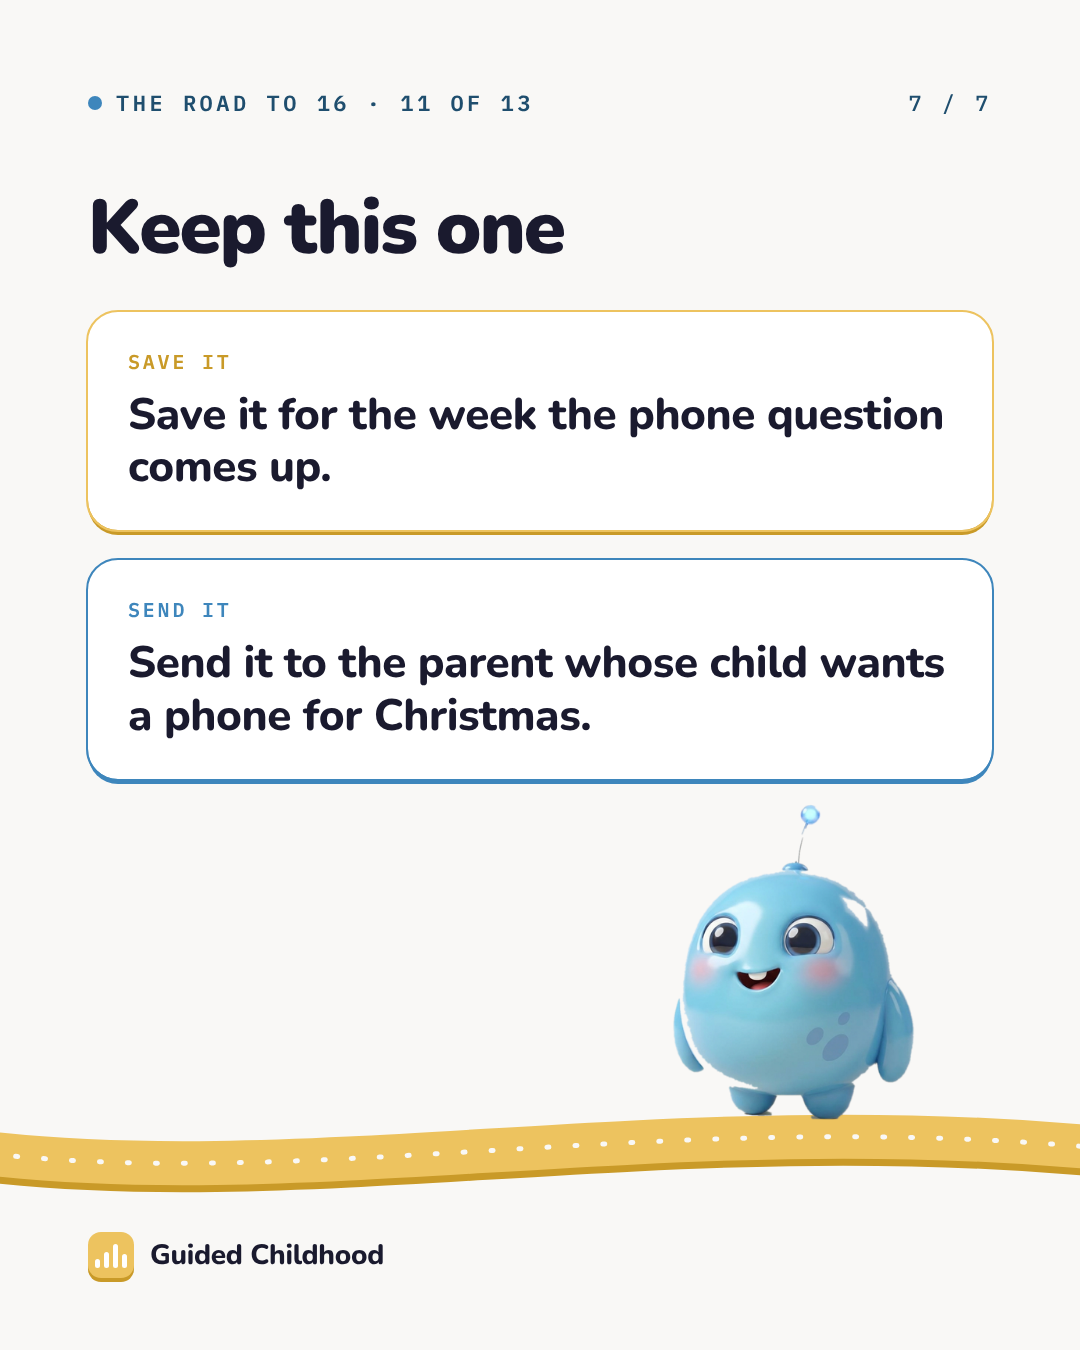 THE ROAD TO 16 · 11 OF 13
7 / 7
Keep this one
SAVE IT
Save it for the week the phone question
comes up.
SEND IT
Send it to the parent whose child wants
a phone for Christmas.
Guided Childhood